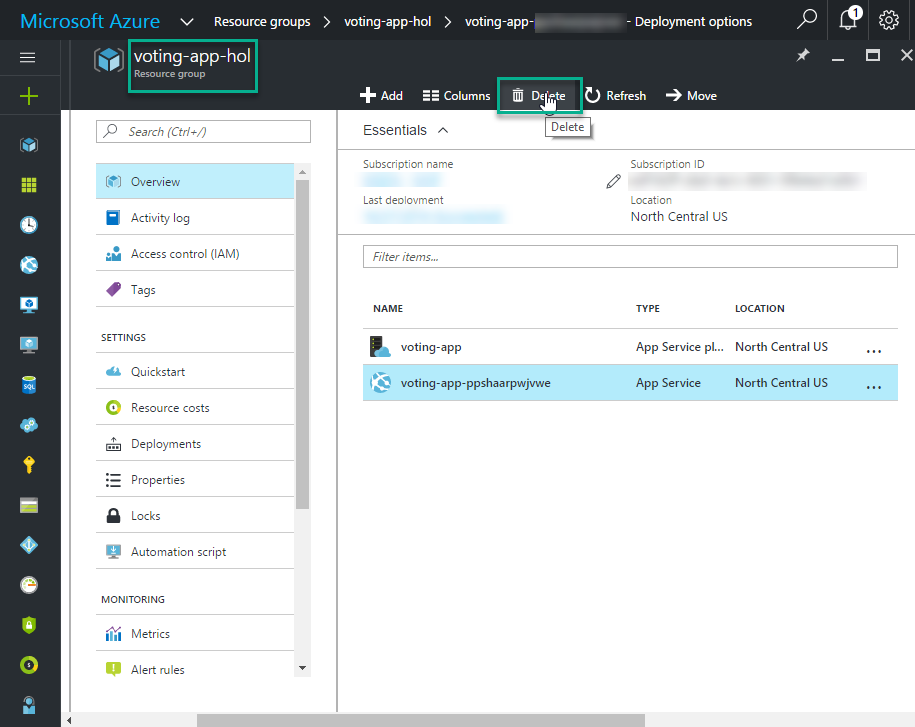 Microsoft Azure
Resource groups > voting-app-hol > voting-app- - Deployment options
1
voting-app-hol
Resource group
Add Columns Delete Refresh Move
Delete
Search (Ctrl+/)
Overview
Activity log
Access control (IAM)
Tags
SETTINGS
Quickstart
Resource costs
Deployments
Properties
Locks
Automation script
MONITORING
Metrics
Alert rules
Essentials
Subscription name
Subscription ID
Last deployment
Location
North Central US
Filter items...
NAME TYPE LOCATION
voting-app App Service pl... North Central US ...
voting-app-ppshaarpwjvwe App Service North Central US ...
SQL